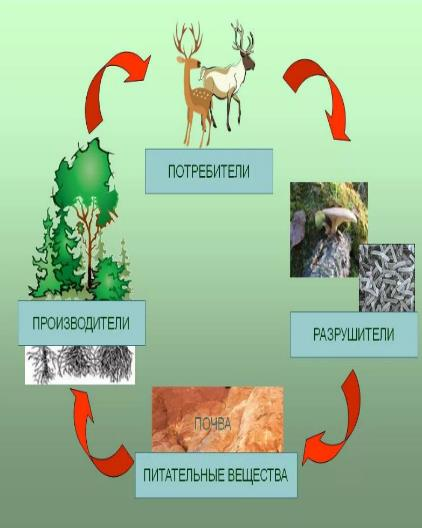 ПОТРЕБИТЕЛИ
ПРОИЗВОДИТЕЛИ
РАЗРУШИТЕЛИ
ПОЧВА
ПИТАТЕЛЬНЫЕ ВЕЩЕСТВА